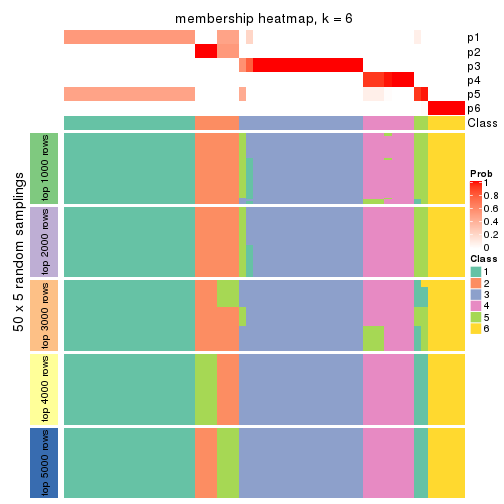 membership heatmap, k = 6
p1
p2
p3
p4
p5
p6
Class
50 x 5 random samplings
top 1000 rows
top 2000 rows
top 3000 rows
top 4000 rows
top 5000 rows
Prob
1
0.8
0.6
0.4
0.2
0
Class
1
2
3
4
5
6